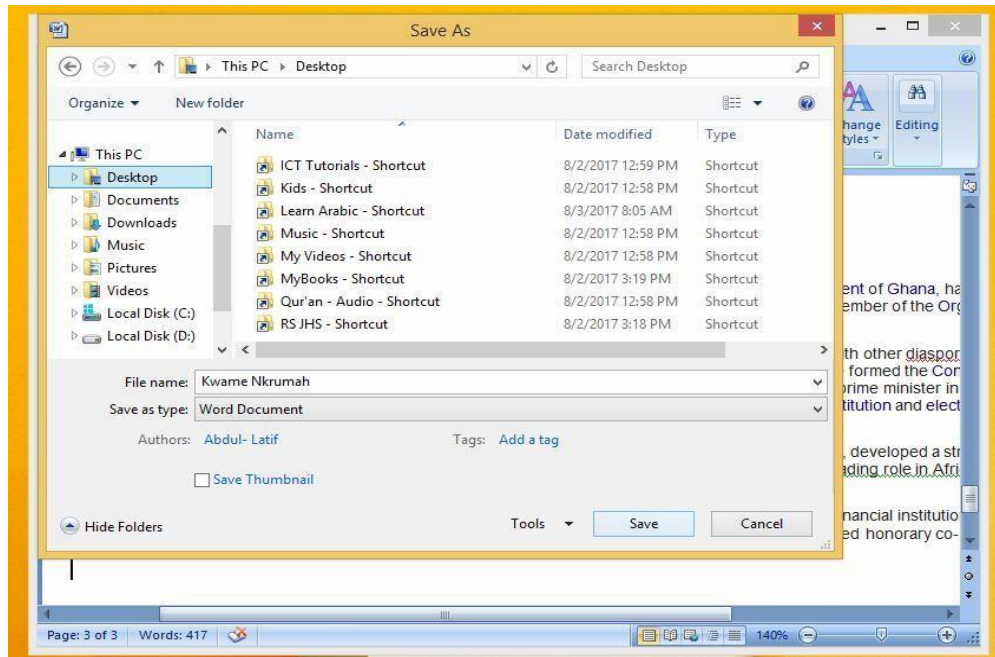 Save As
This PC Desktop
Search Desktop
Organize New folder
Name Date modified Type
This PC
Desktop
Documents
Downloads
Music
Pictures
Videos
Local Disk (C:)
Local Disk (D:)
ICT Tutorials - Shortcut 8/2/2017 12:59 PM Shortcut
Kids - Shortcut 8/2/2017 12:58 PM Shortcut
Learn Arabic - Shortcut 8/3/2017 8:05 AM Shortcut
Music - Shortcut 8/2/2017 12:58 PM Shortcut
My Videos - Shortcut 8/2/2017 12:58 PM Shortcut
MyBooks - Shortcut 8/2/2017 3:19 PM Shortcut
Qur'an - Audio - Shortcut 8/2/2017 12:58 PM Shortcut
RS JHS - Shortcut 8/2/2017 3:18 PM Shortcut
File name: Kwame Nkrumah
Save as type: Word Document
Authors: Abdul- Latif Tags: Add a tag
Save Thumbnail
Hide Folders
Tools Save Cancel
hange
tyles
Editing
ent of Ghana, ha
ember of the Org
th other diaspor
formed the Con
prime minister in
titution and elect
, developed a str
ading role in Afri
nancial institutio
ed honorary co-
Page: 3 of 3 Words: 417 140%